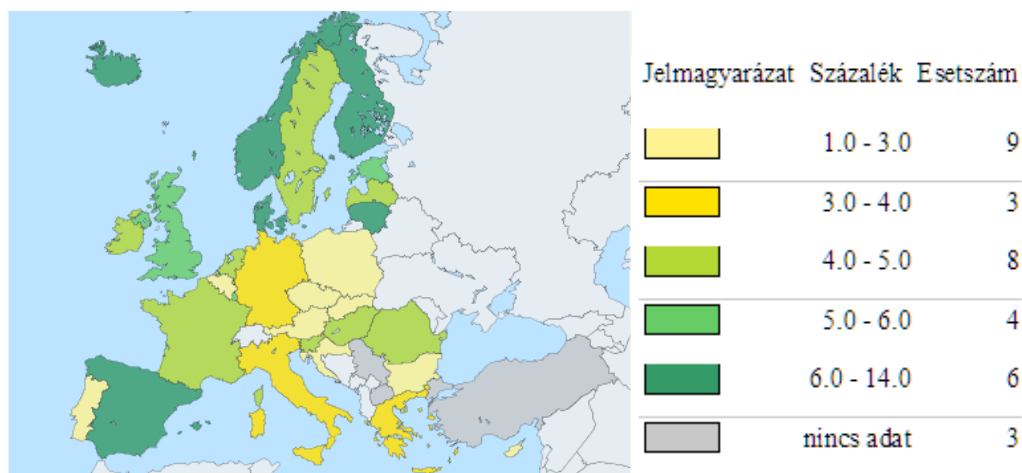 Jelmagyarázat Százalék Esetszám
1.0 - 3.0 9
3.0 - 4.0 3
4.0 - 5.0 8
5.0 - 6.0 4
6.0 - 14.0 6
nincs adat 3